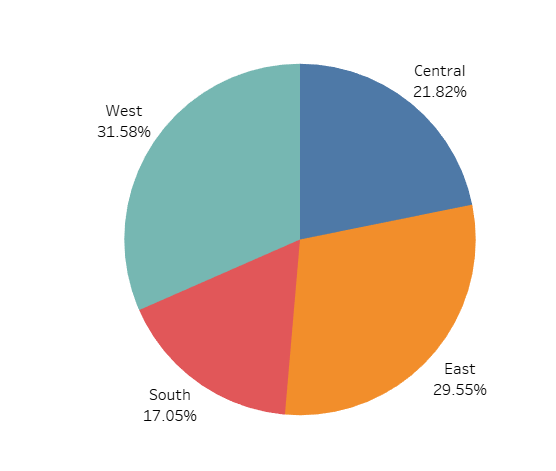 Central
21.82%
West
31.58%
East
29.55%
South
17.05%